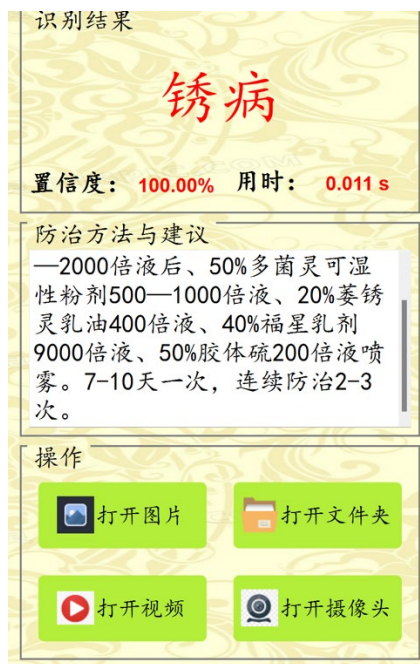 识别结果
锈病
置信度： 100.00% 用时： 0.011 s
防治方法与建议
—2000倍液后、50%多菌灵可湿
性粉剂500—1000倍液、20%萎锈
灵乳油400倍液、40%福星乳剂
9000倍液、50%胶体硫200倍液喷
雾。7-10天一次，连续防治2-3
次。
操作
打开图片
打开文件夹
打开视频
打开摄像头